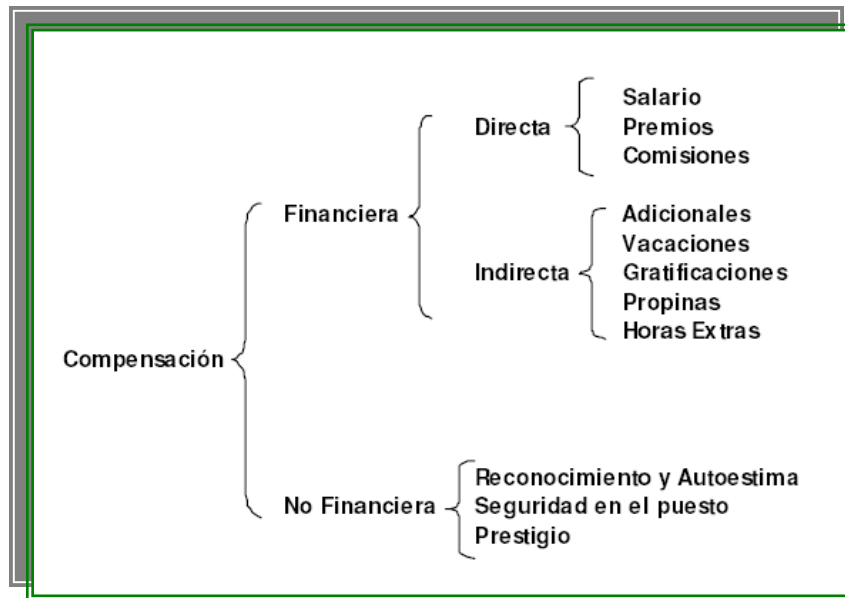 Compensación
Financiera
Directa
Salario
Premios
Comisiones
Indirecta
Adicionales
Vacaciones
Gratificaciones
Propinas
Horas Extras
No Financiera
Reconocimiento y Autoestima
Seguridad en el puesto
Prestigio